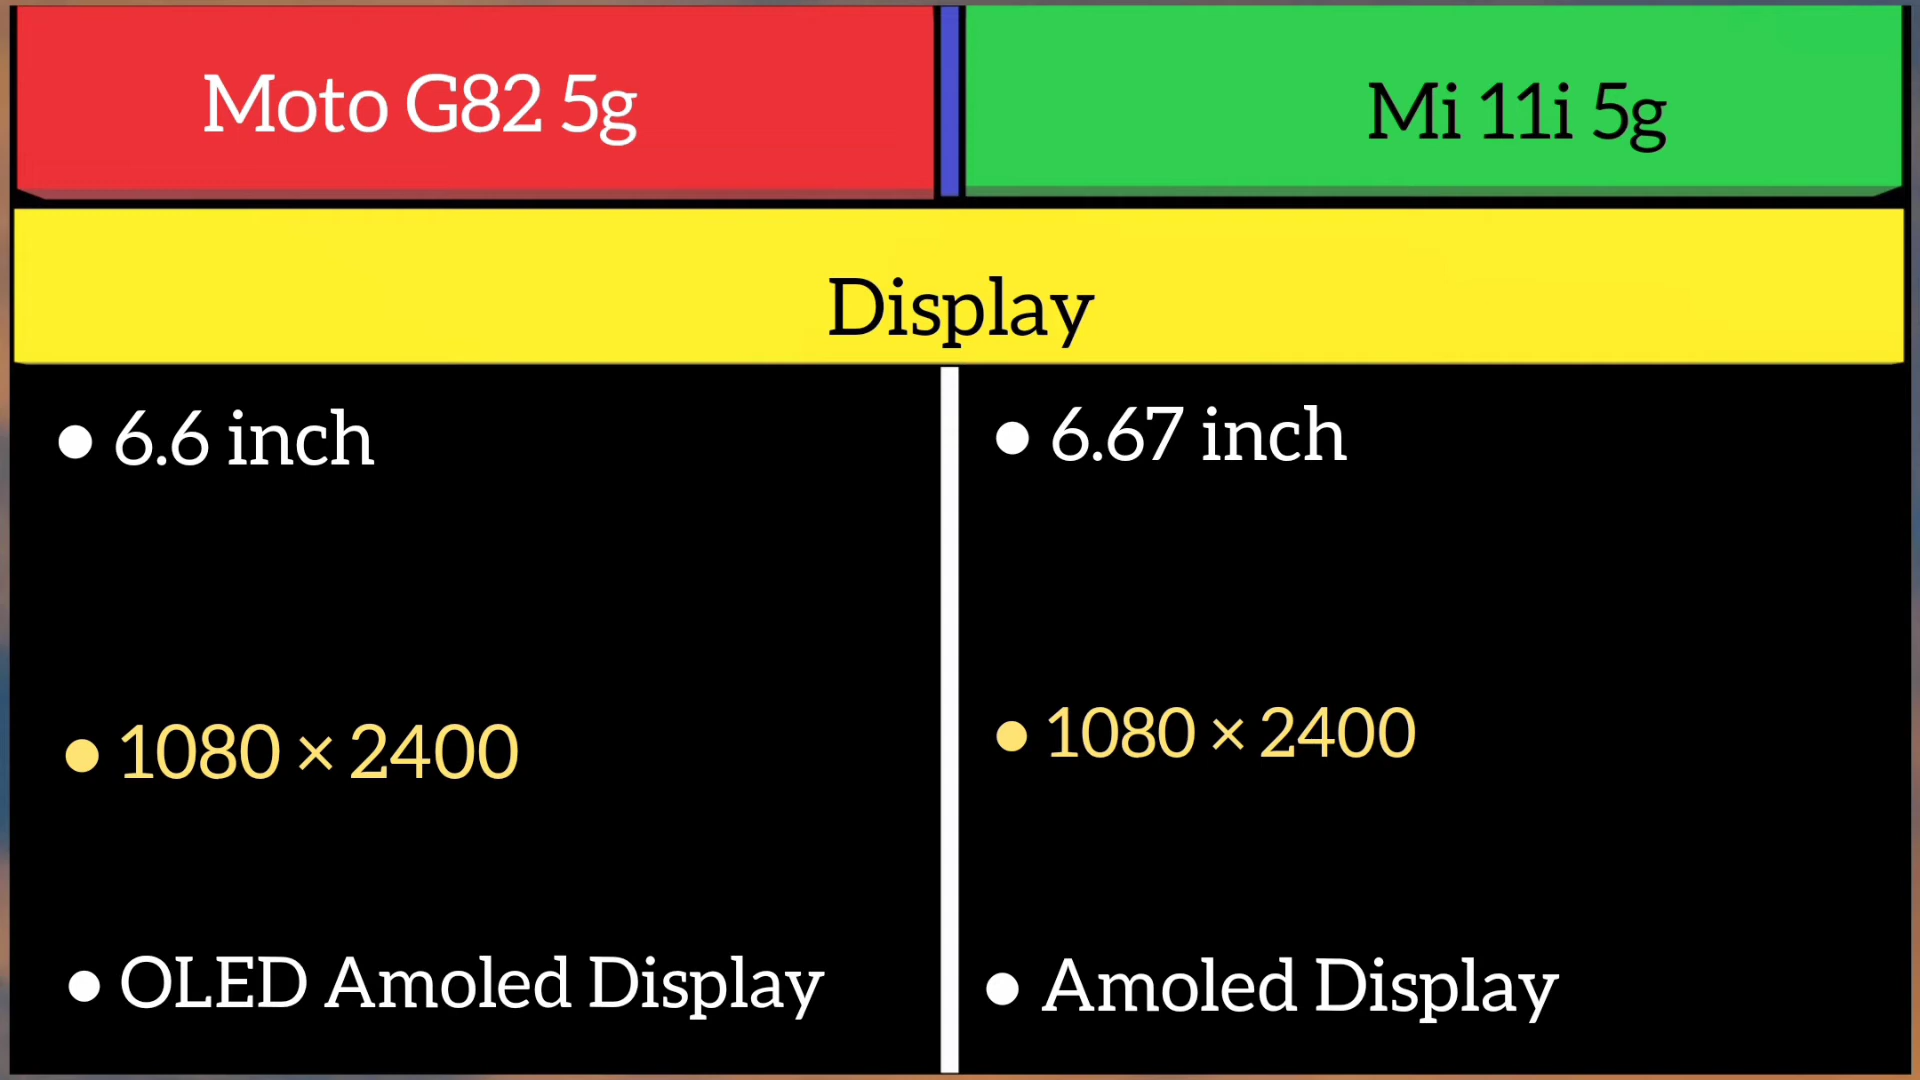 Moto G82 5g
Mi 11i 5g
Display
● 6.6 inch
● 6.67 inch
● 1080 × 2400
● 1080 × 2400
● OLED Amoled Display
● Amoled Display